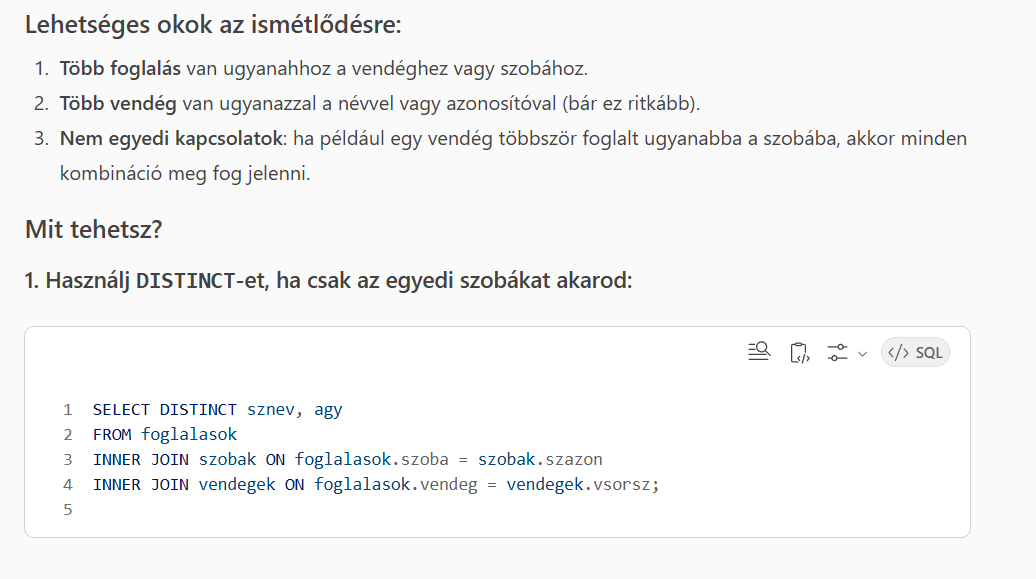 Lehetséges okok az ismétlődésre:
1. Több foglalás van ugyanahhoz a vendéghez vagy szobához.
2. Több vendég van ugyanazzal a névvel vagy azonosítóval (bár ez ritkább).
3. Nem egyedi kapcsolatok: ha például egy vendég többször foglalt ugyanabba a szobába, akkor minden
kombináció meg fog jelenni.
Mit tehetsz?
1. Használj DISTINCT-et, ha csak az egyedi szobákat akarod:
</> SQL
1 SELECT DISTINCT sznev, agy
2 FROM foglalasok
3 INNER JOIN szobak ON foglalasok.szoba = szobak.szazon
4 INNER JOIN vendegek ON foglalasok.vendeg = vendegek.vsorsz;
5